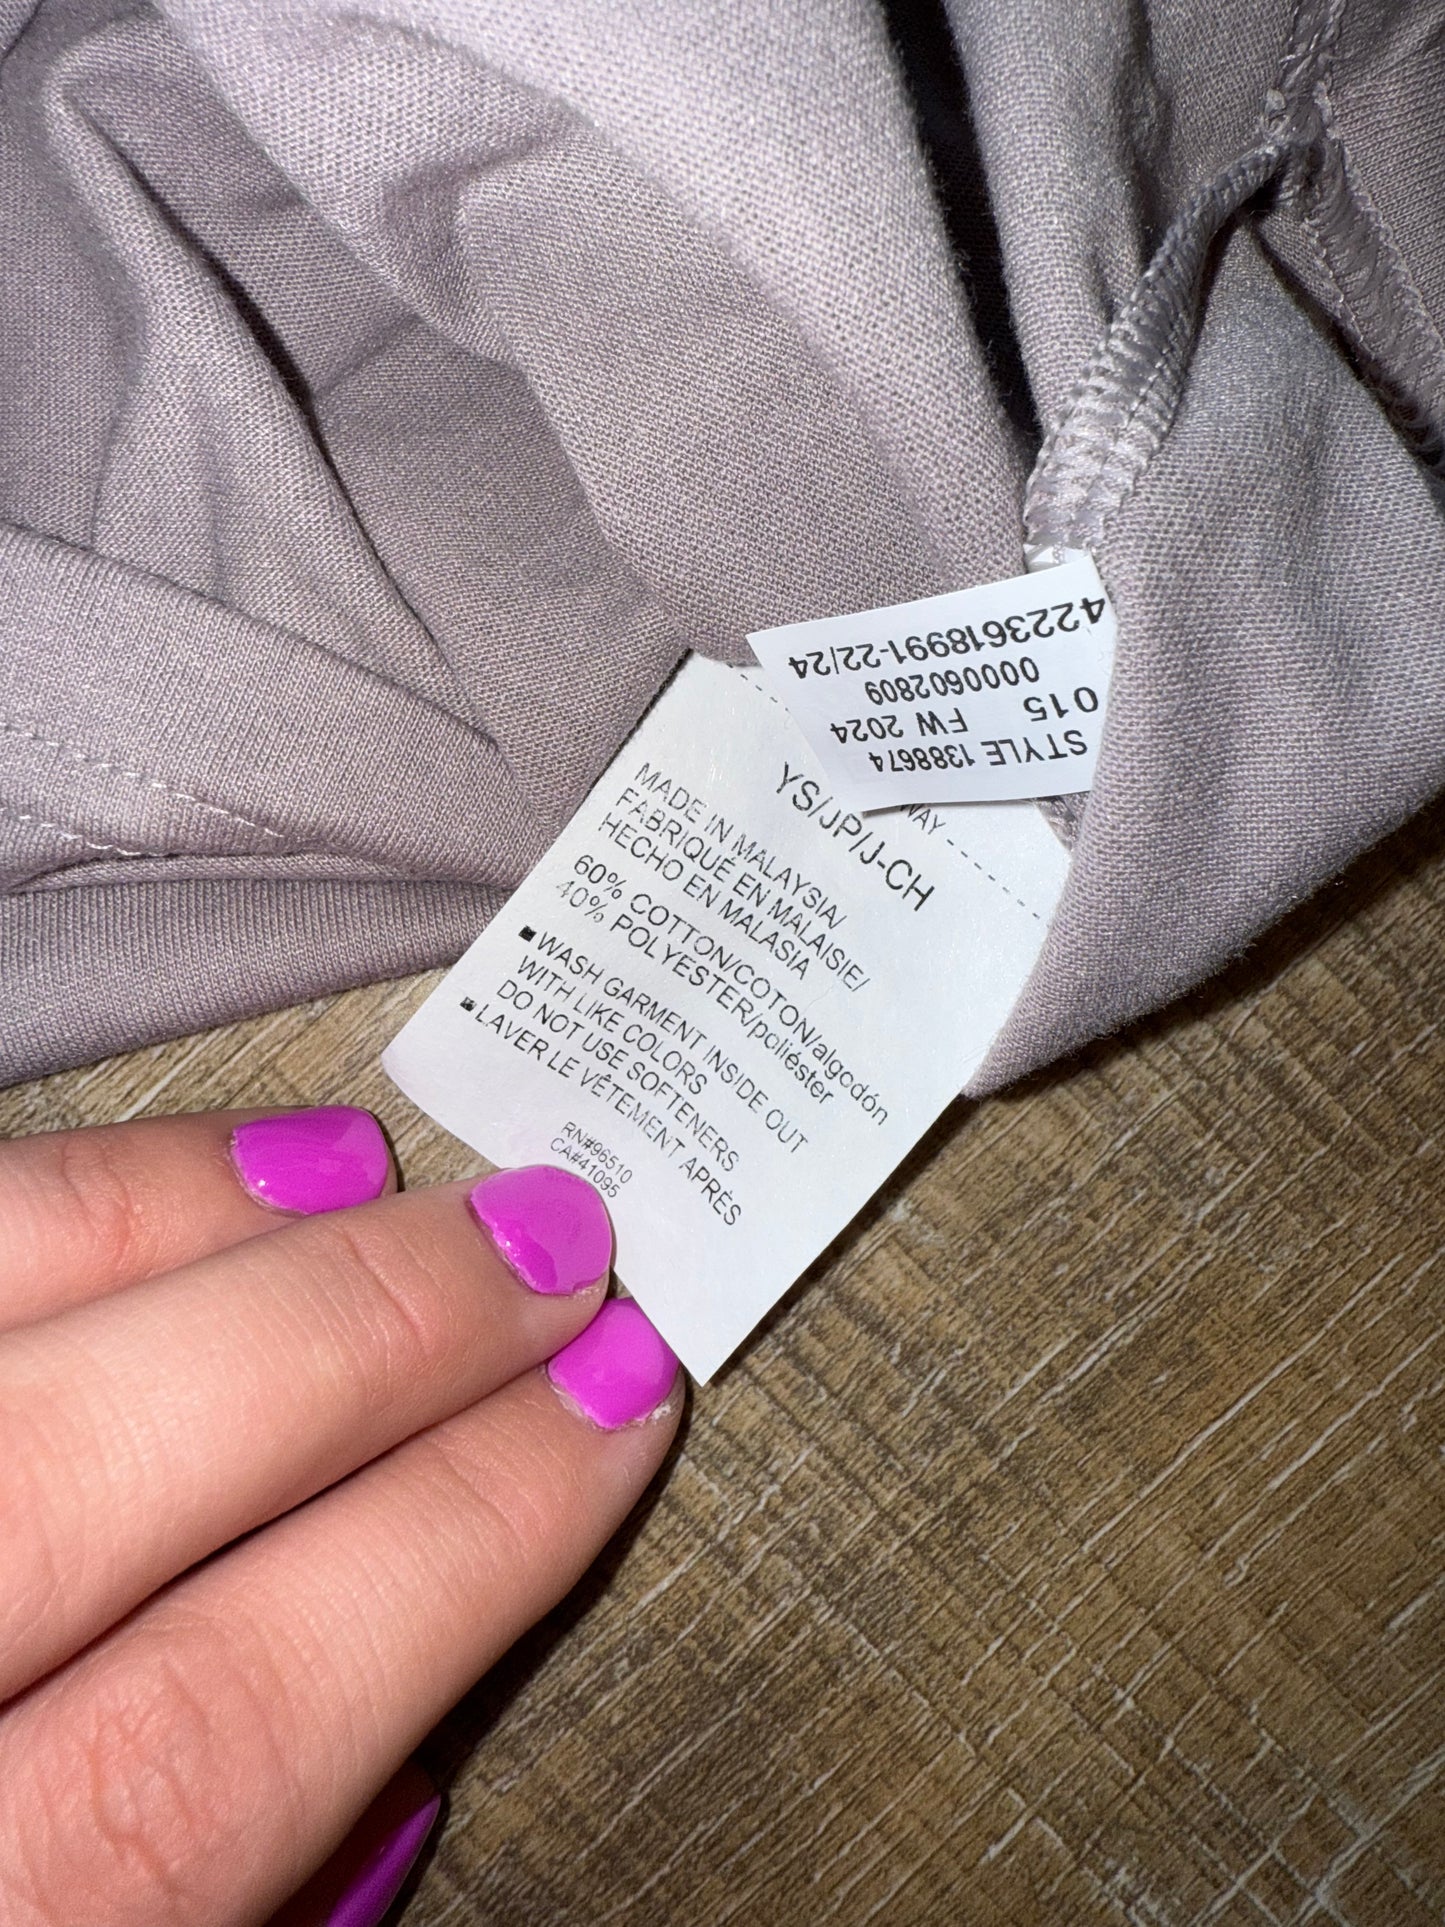 4223618991-22/24
0000602809
015 FW 2024
STYLE 1388674
YS/JP/J-CH
MADE IN MALAYSIA/
FABRIQUÉ EN MALAISIE/
HECHO EN MALASIA
60% COTTON/COTON/algodón
40% POLYESTER/poliéster
WASH GARMENT INSIDE OUT
WITH LIKE COLORS
DO NOT USE SOFTENERS
LAVER LE VÊTEMENT APRÈS
RN#96510
CA#41095